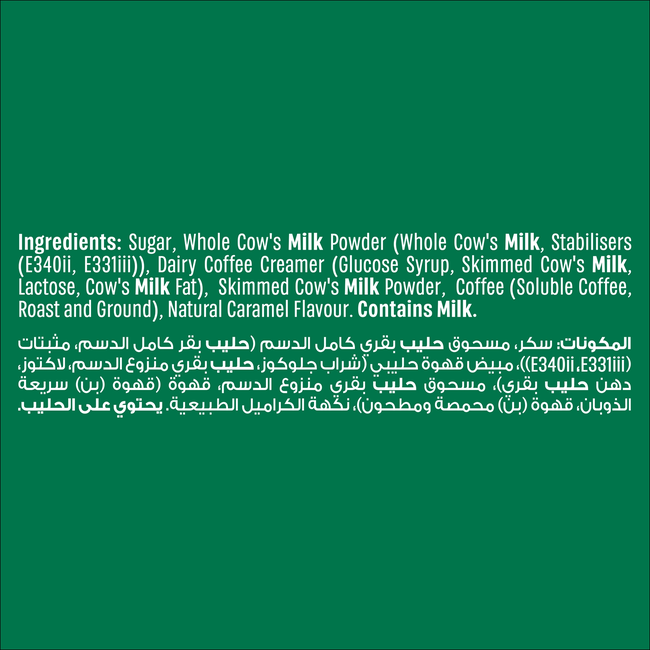 Ingredients: Sugar, Whole Cow's Milk Powder (Whole Cow's Milk, Stabilisers
(E340ii, E331iii)), Dairy Coffee Creamer (Glucose Syrup, Skimmed Cow's Milk,
Lactose, Cow's Milk Fat), Skimmed Cow's Milk Powder, Coffee (Soluble Coffee,
Roast and Ground), Natural Caramel Flavour. Contains Milk.
المكونات: سكر، مسحوق حليب بقري كامل الدسم (حليب بقر كامل الدسم، مثبتات
(E340ii ،E331iii))، مبيض قهوة حليبي (شراب جلوكوز، حليب بقري منزوع الدسم، لاكتوز،
دهن حليب بقري)، مسحوق حليب بقري منزوع الدسم، قهوة (قهوة (بن) سريعة
الذوبان، قهوة (بن) محمصة ومطحون)، نكهة الكراميل الطبيعية. يحتوي على الحليب.